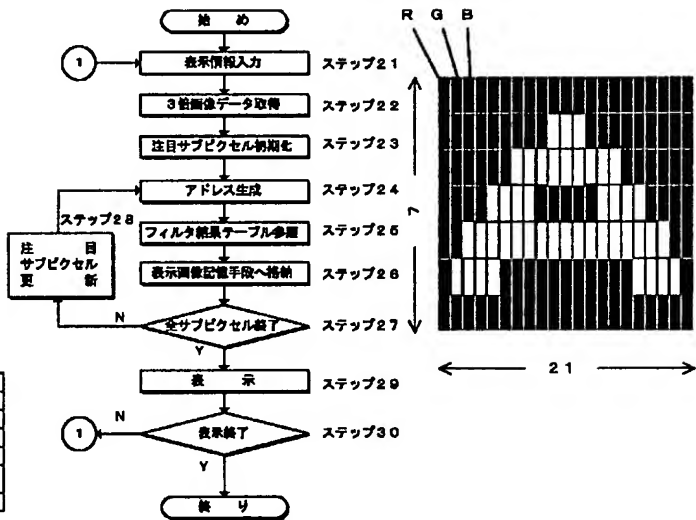 始 め
1
表示情報入力
ステップ21
3倍画像データ取得
ステップ22
注目サブピクセル初期化
ステップ23
アドレス生成
ステップ24
フィルタ結果テーブル参照
ステップ25
表示画像記憶手段へ格納
ステップ26
全サブピクセル終了
ステップ27
N
Y
ステップ28
注 目
サブピクセル
更 新
表 示
ステップ29
表示終了
ステップ30
N
1
Y
終 り
R G B
7
21